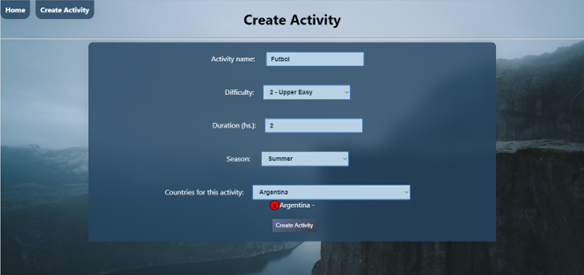 Home Create Activity
Create Activity
Activity name: Futbol
Difficulty: 2 - Upper Easy
Duration (hs.): 2
Season: Summer
Countries for this activity: Argentina
x Argentina -
Create Activity